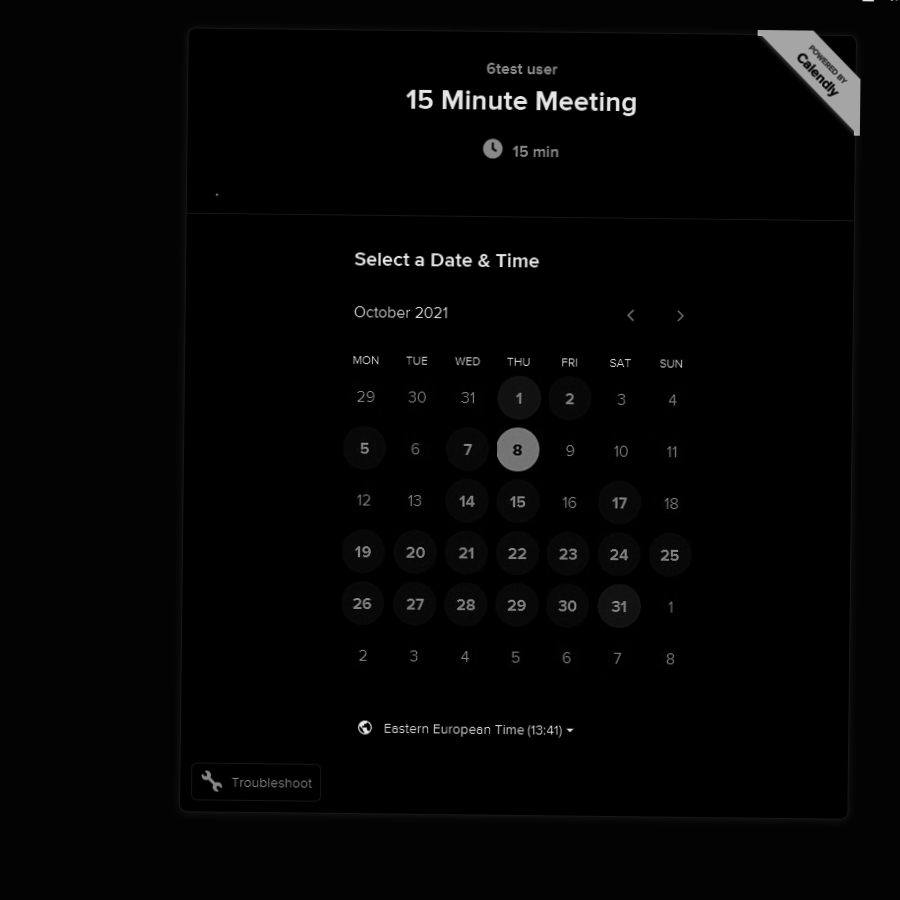 POWERED BY
Calendly
6test user
15 Minute Meeting
15 min
Select a Date & Time
October 2021
MON TUE WED THU FRI SAT SUN
29 30 31 1 2 3 4
5 6 7 8 9 10 11
12 13 14 15 16 17 18
19 20 21 22 23 24 25
26 27 28 29 30 31 1
2 3 4 5 6 7 8
Eastern European Time (13:41)
Troubleshoot